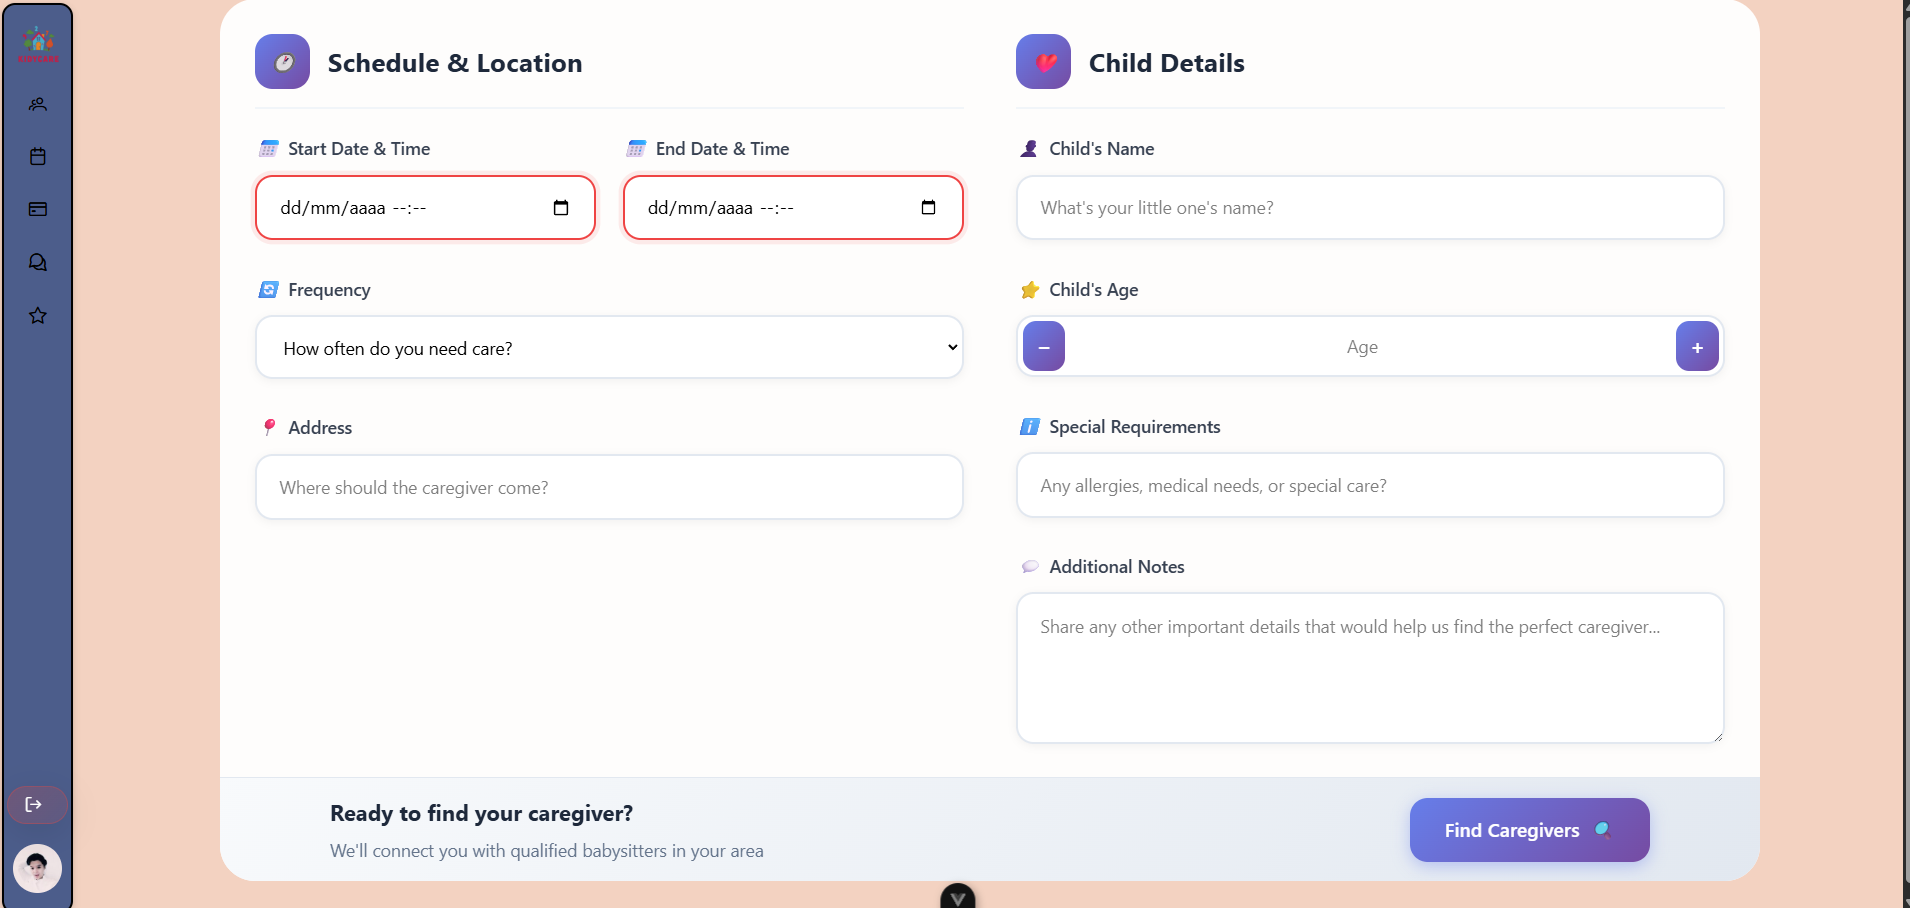 Schedule & Location
Start Date & Time
End Date & Time
dd/mm/aaaa --:--
dd/mm/aaaa --:--
Frequency
How often do you need care?
Address
Where should the caregiver come?
Child Details
Child's Name
What's your little one's name?
Child's Age
− Age +
Special Requirements
Any allergies, medical needs, or special care?
Additional Notes
Share any other important details that would help us find the perfect caregiver...
Ready to find your caregiver?
We'll connect you with qualified babysitters in your area
Find Caregivers